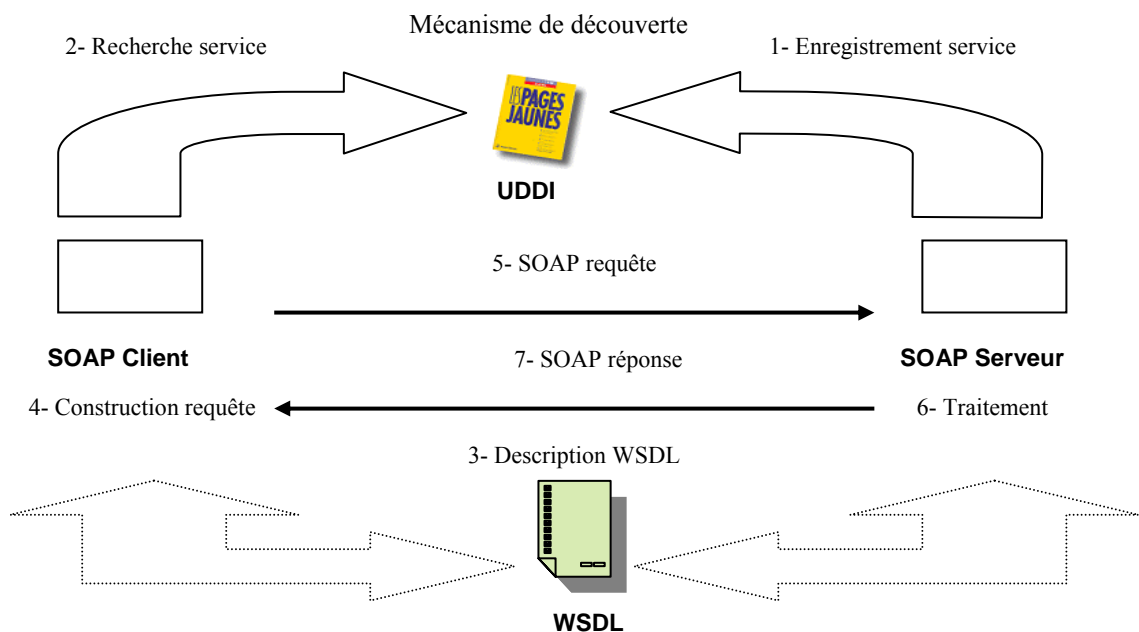 Mécanisme de découverte
2- Recherche service
1- Enregistrement service
LES PAGES
JAUNES
UDDI
5- SOAP requête
SOAP Client
7- SOAP réponse
SOAP Serveur
4- Construction requête
6- Traitement
3- Description WSDL
WSDL